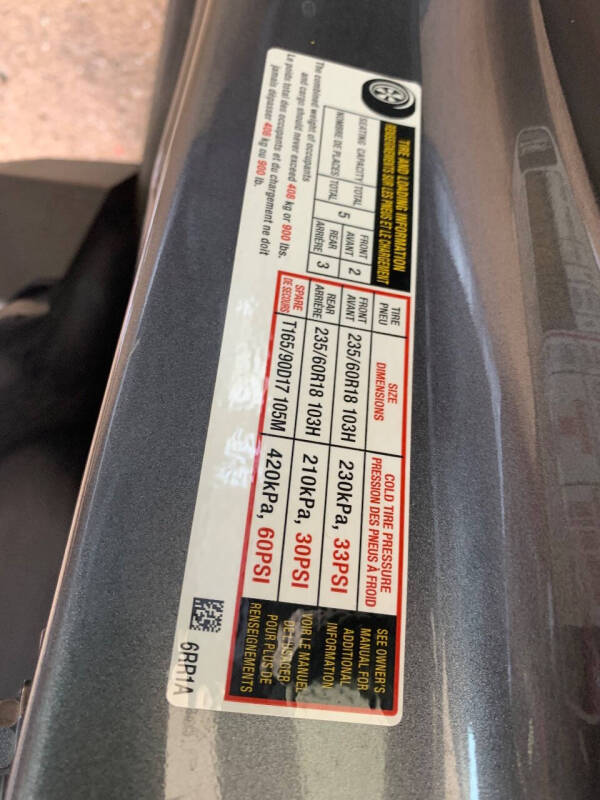 TIRE AND LOADING INFORMATION
RENSEIGNEMENTS SUR LES PNEUS ET LE CHARGEMENT
SEATING CAPACITY TOTAL
NOMBRE DE PLACES TOTAL
5
FRONT
AVANT
2
REAR
ARRIÈRE
3
The combined weight of occupants
and cargo should never exceed 408 kg or 900 lbs.
Le poids total des occupants et du chargement ne doit
jamais dépasser 408 kg ou 900 lb.
TIRE
PNEU
SIZE
DIMENSIONS
COLD TIRE PRESSURE
PRESSION DES PNEUS À FROID
FRONT
AVANT
235/60R18 103H
230kPa, 33PSI
REAR
ARRIÈRE
235/60R18 103H
210kPa, 30PSI
SPARE
DE SECOURS
T165/90D17 105M
420kPa, 60PSI
SEE OWNER'S
MANUAL FOR
ADDITIONAL
INFORMATION
VOIR LE MANUEL
DE L'USAGER
POUR PLUS DE
RENSEIGNEMENTS
6RP1A